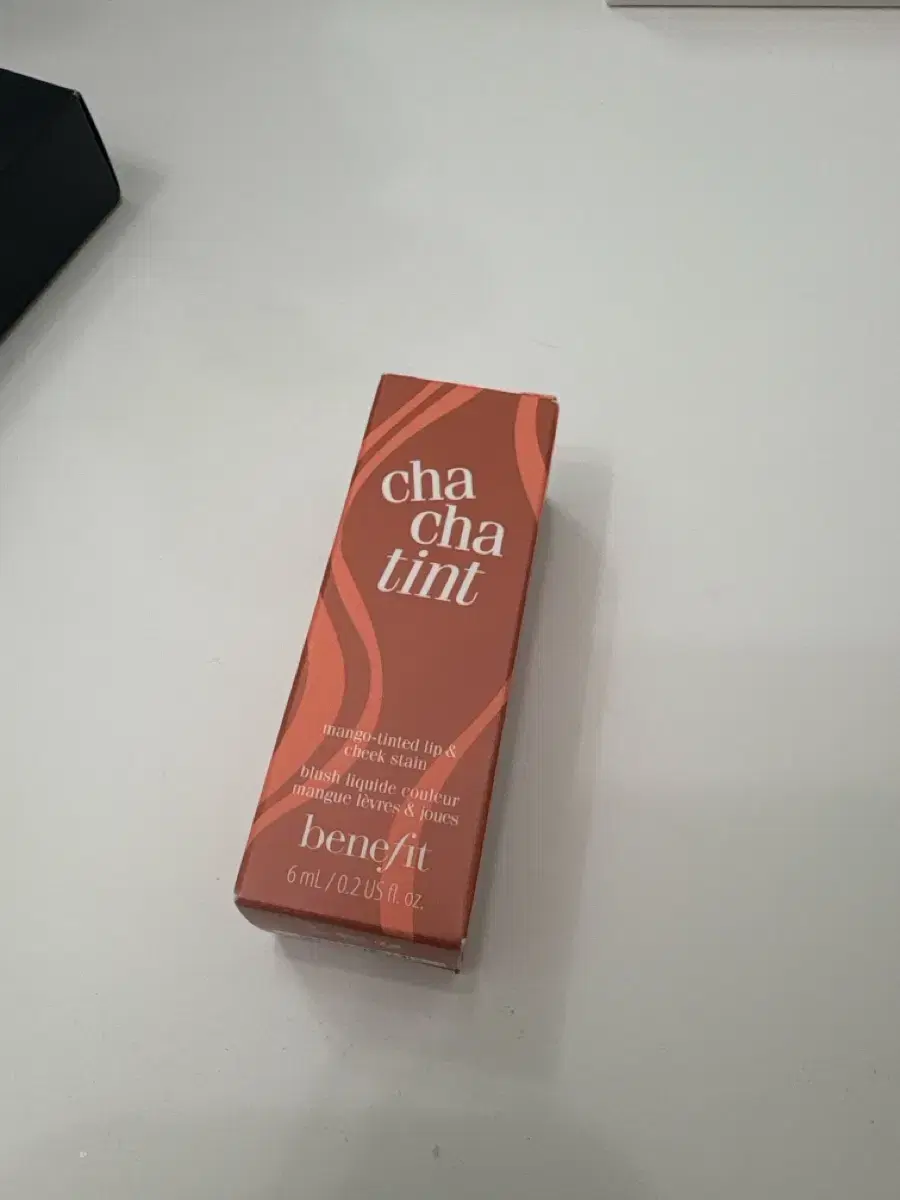 cha
cha
tint
mango-tinted lip &
cheek stain
blush liquide couleur
mangue lèvres & joues
benefit
6 mL / 0.2 US fl. oz.